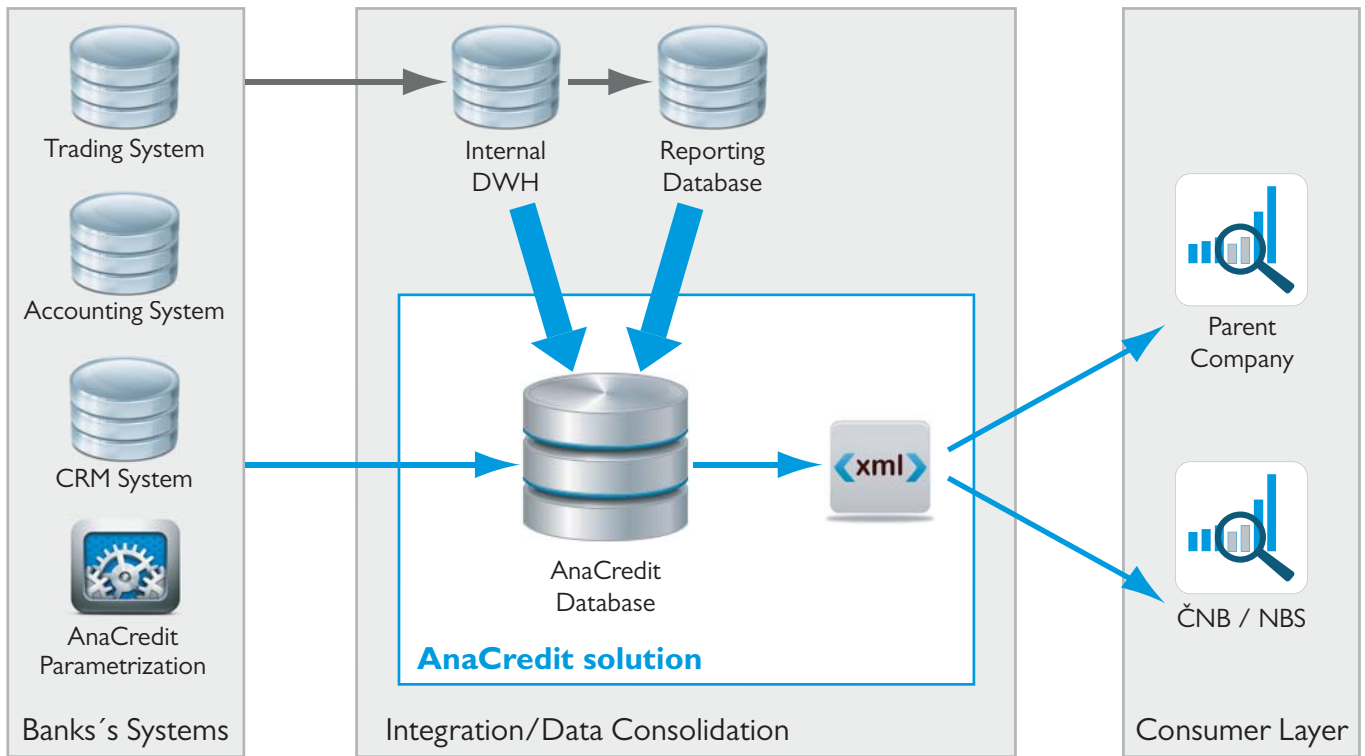 Trading System
Accounting System
CRM System
AnaCredit
Parametrization
Banks´s Systems
Internal
DWH
Reporting
Database
<xml>
AnaCredit
Database
AnaCredit solution
Integration/Data Consolidation
Parent
Company
ČNB / NBS
Consumer Layer